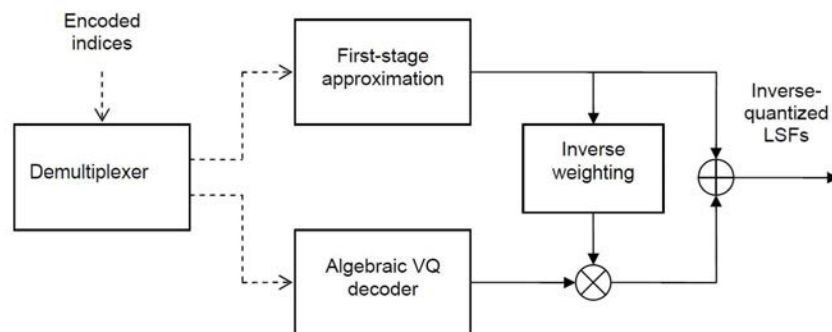 Encoded
indices
First-stage
approximation
Inverse-
quantized
LSFs
Demultiplexer
Inverse
weighting
Algebraic VQ
decoder